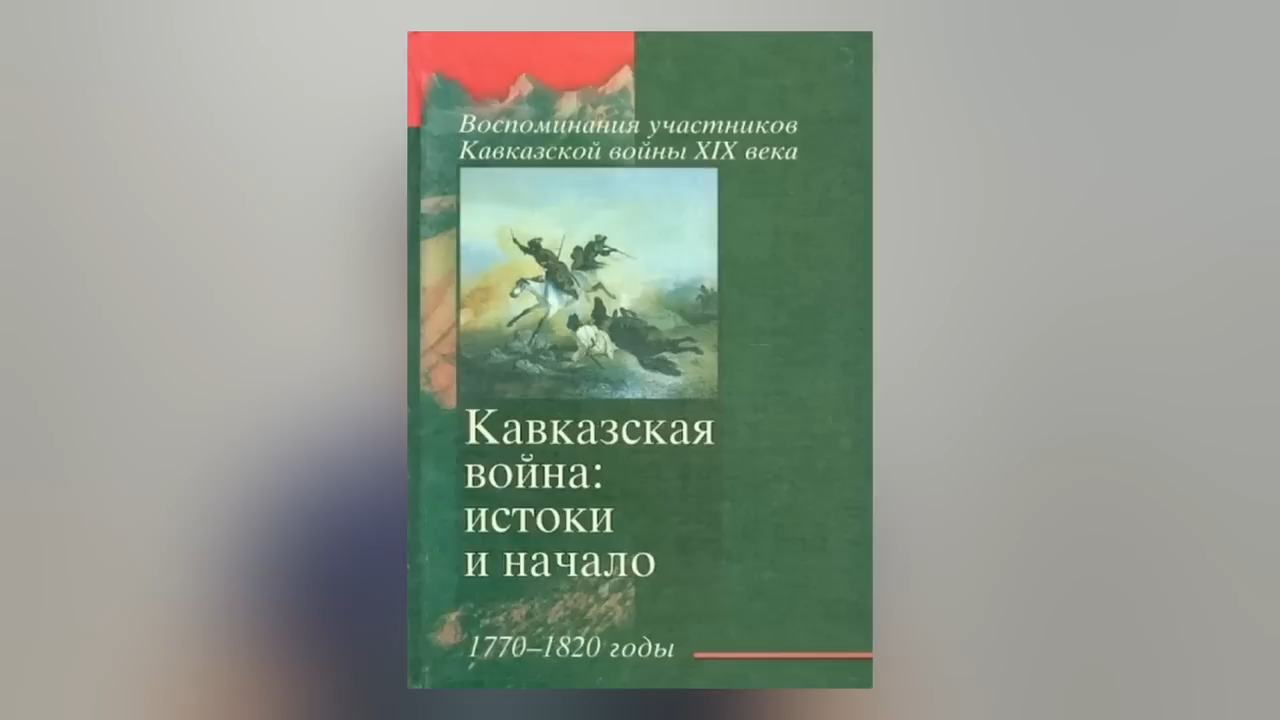 Воспоминания участников
Кавказской войны XIX века
Кавказская
война:
истоки
и начало
1770–1820 годы